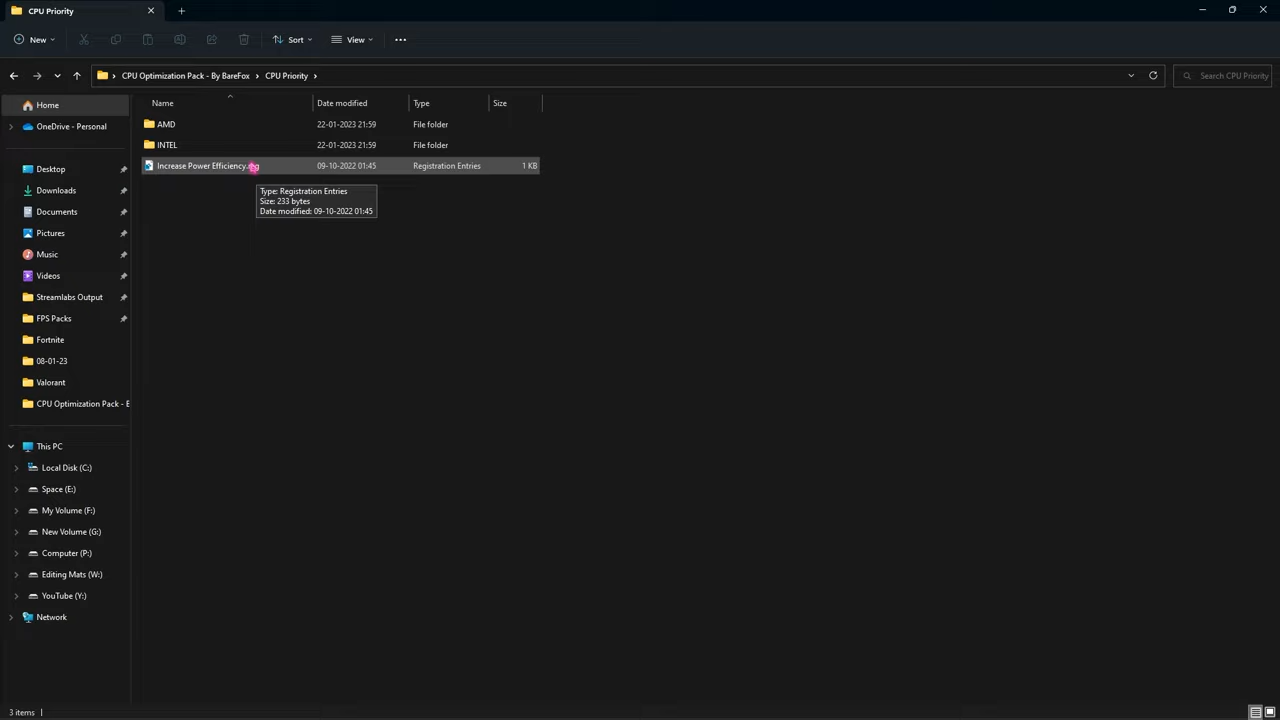 CPU Priority
New
Sort
View
CPU Optimization Pack - By BareFox
CPU Priority
Search CPU Priority
Name
Date modified
Type
Size
Home
OneDrive - Personal
Desktop
Downloads
Documents
Pictures
Music
Videos
Streamlabs Output
FPS Packs
Fortnite
08-01-23
Valorant
CPU Optimization Pack - B
This PC
Local Disk (C:)
Space (E:)
My Volume (F:)
New Volume (G:)
Computer (P:)
Editing Mats (W:)
YouTube (Y:)
Network
AMD 22-01-2023 21:59 File folder
INTEL 22-01-2023 21:59 File folder
Increase Power Efficiency.reg 09-10-2022 01:45 Registration Entries 1 KB
Type: Registration Entries
Size: 233 bytes
Date modified: 09-10-2022 01:45
3 items